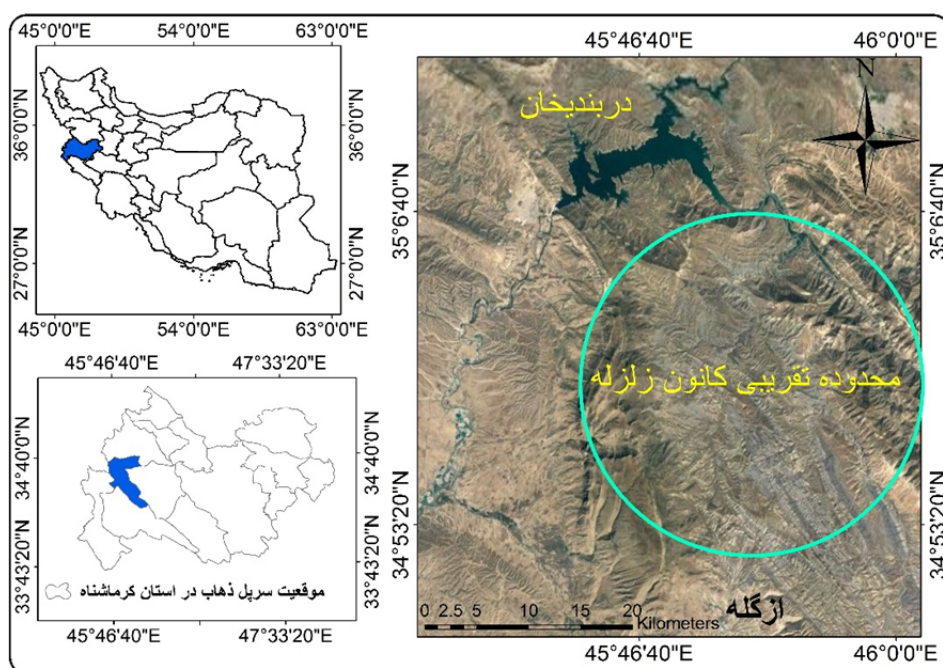 45°0'0"E 54°0'0"E 63°0'0"E
36°0'0"N
27°0'0"N
36°0'0"N
27°0'0"N
45°0'0"E 54°0'0"E 63°0'0"E
45°46'40"E 47°33'20"E
34°40'0"N
33°43'20"N
34°40'0"N
33°43'20"N
موقعیت سرپل ذهاب در استان کرماشناه
45°46'40"E 47°33'20"E
45°46'40"E 46°0'0"E
دربندیخان
N
35°6'40"N
34°53'20"N
35°6'40"N
34°53'20"N
محدوده تقریبی کانون زلزله
ازگله
0 2.5 5 10 15 20
Kilometers
45°46'40"E 46°0'0"E